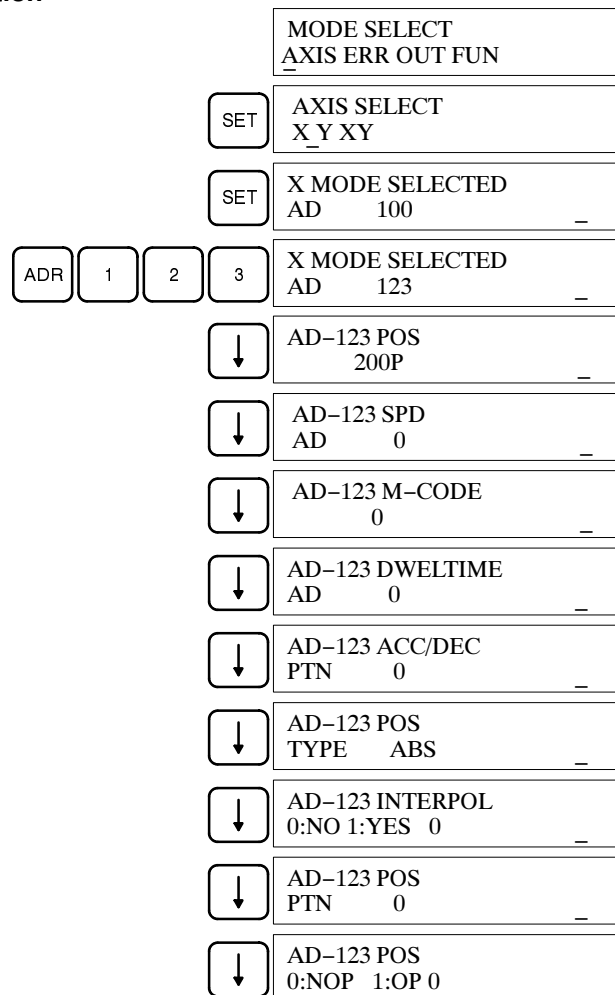 MODE SELECT
AXIS ERR OUT FUN
SET
AXIS SELECT
X_Y XY
SET
X MODE SELECTED
AD 100 _
ADR 1 2 3
X MODE SELECTED
AD 123 _
↓
AD−123 POS
200P _
↓
AD−123 SPD
AD 0 _
↓
AD−123 M−CODE
0 _
↓
AD−123 DWELTIME
AD 0 _
↓
AD−123 ACC/DEC
PTN 0 _
↓
AD−123 POS
TYPE ABS _
↓
AD−123 INTERPOL
0:NO 1:YES 0 _
↓
AD−123 POS
PTN 0 _
↓
AD−123 POS
0:NOP 1:OP 0